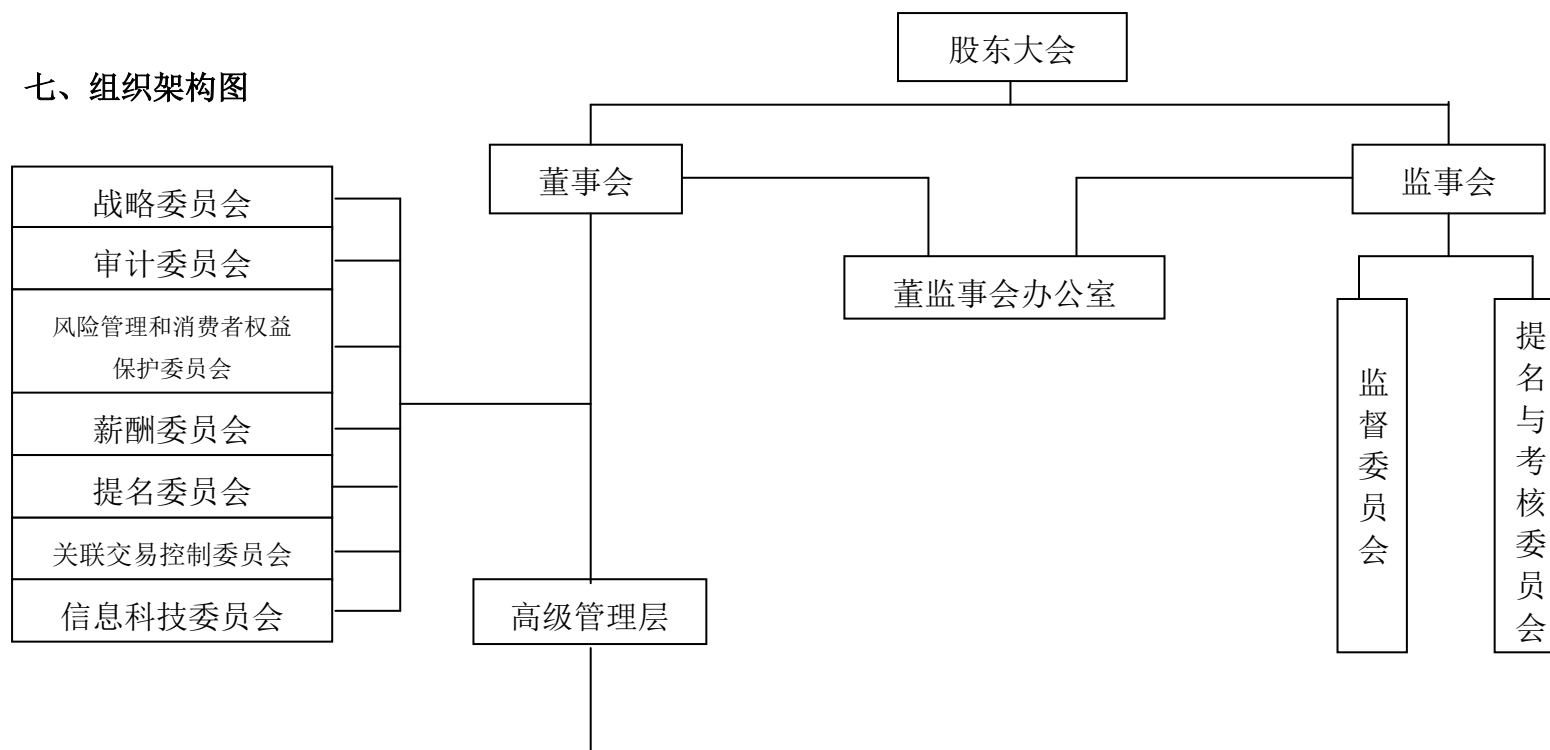 股东大会
七、组织架构图
董事会
监事会
董监事会办公室
战略委员会
审计委员会
风险管理和消费者权益
保护委员会
薪酬委员会
提名委员会
关联交易控制委员会
信息科技委员会
高级管理层
监督委员会
提名与考核委员会